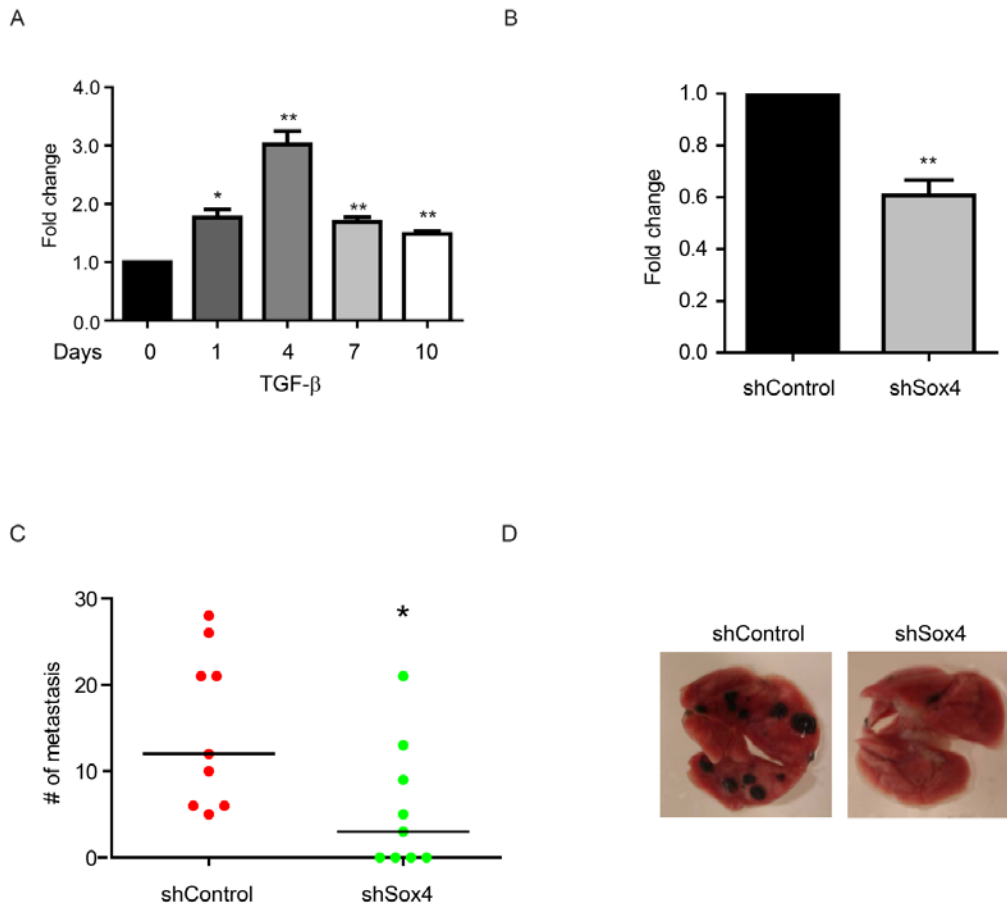 A
Fold change
4.0
3.0
2.0
1.0
0.0
*
**
**
**
Days 0 1 4 7 10
TGF-β
B
Fold change
1.0
0.8
0.6
0.4
0.2
0.0
**
shControl shSox4
C
# of metastasis
30
20
10
0
*
shControl shSox4
D
shControl shSox4